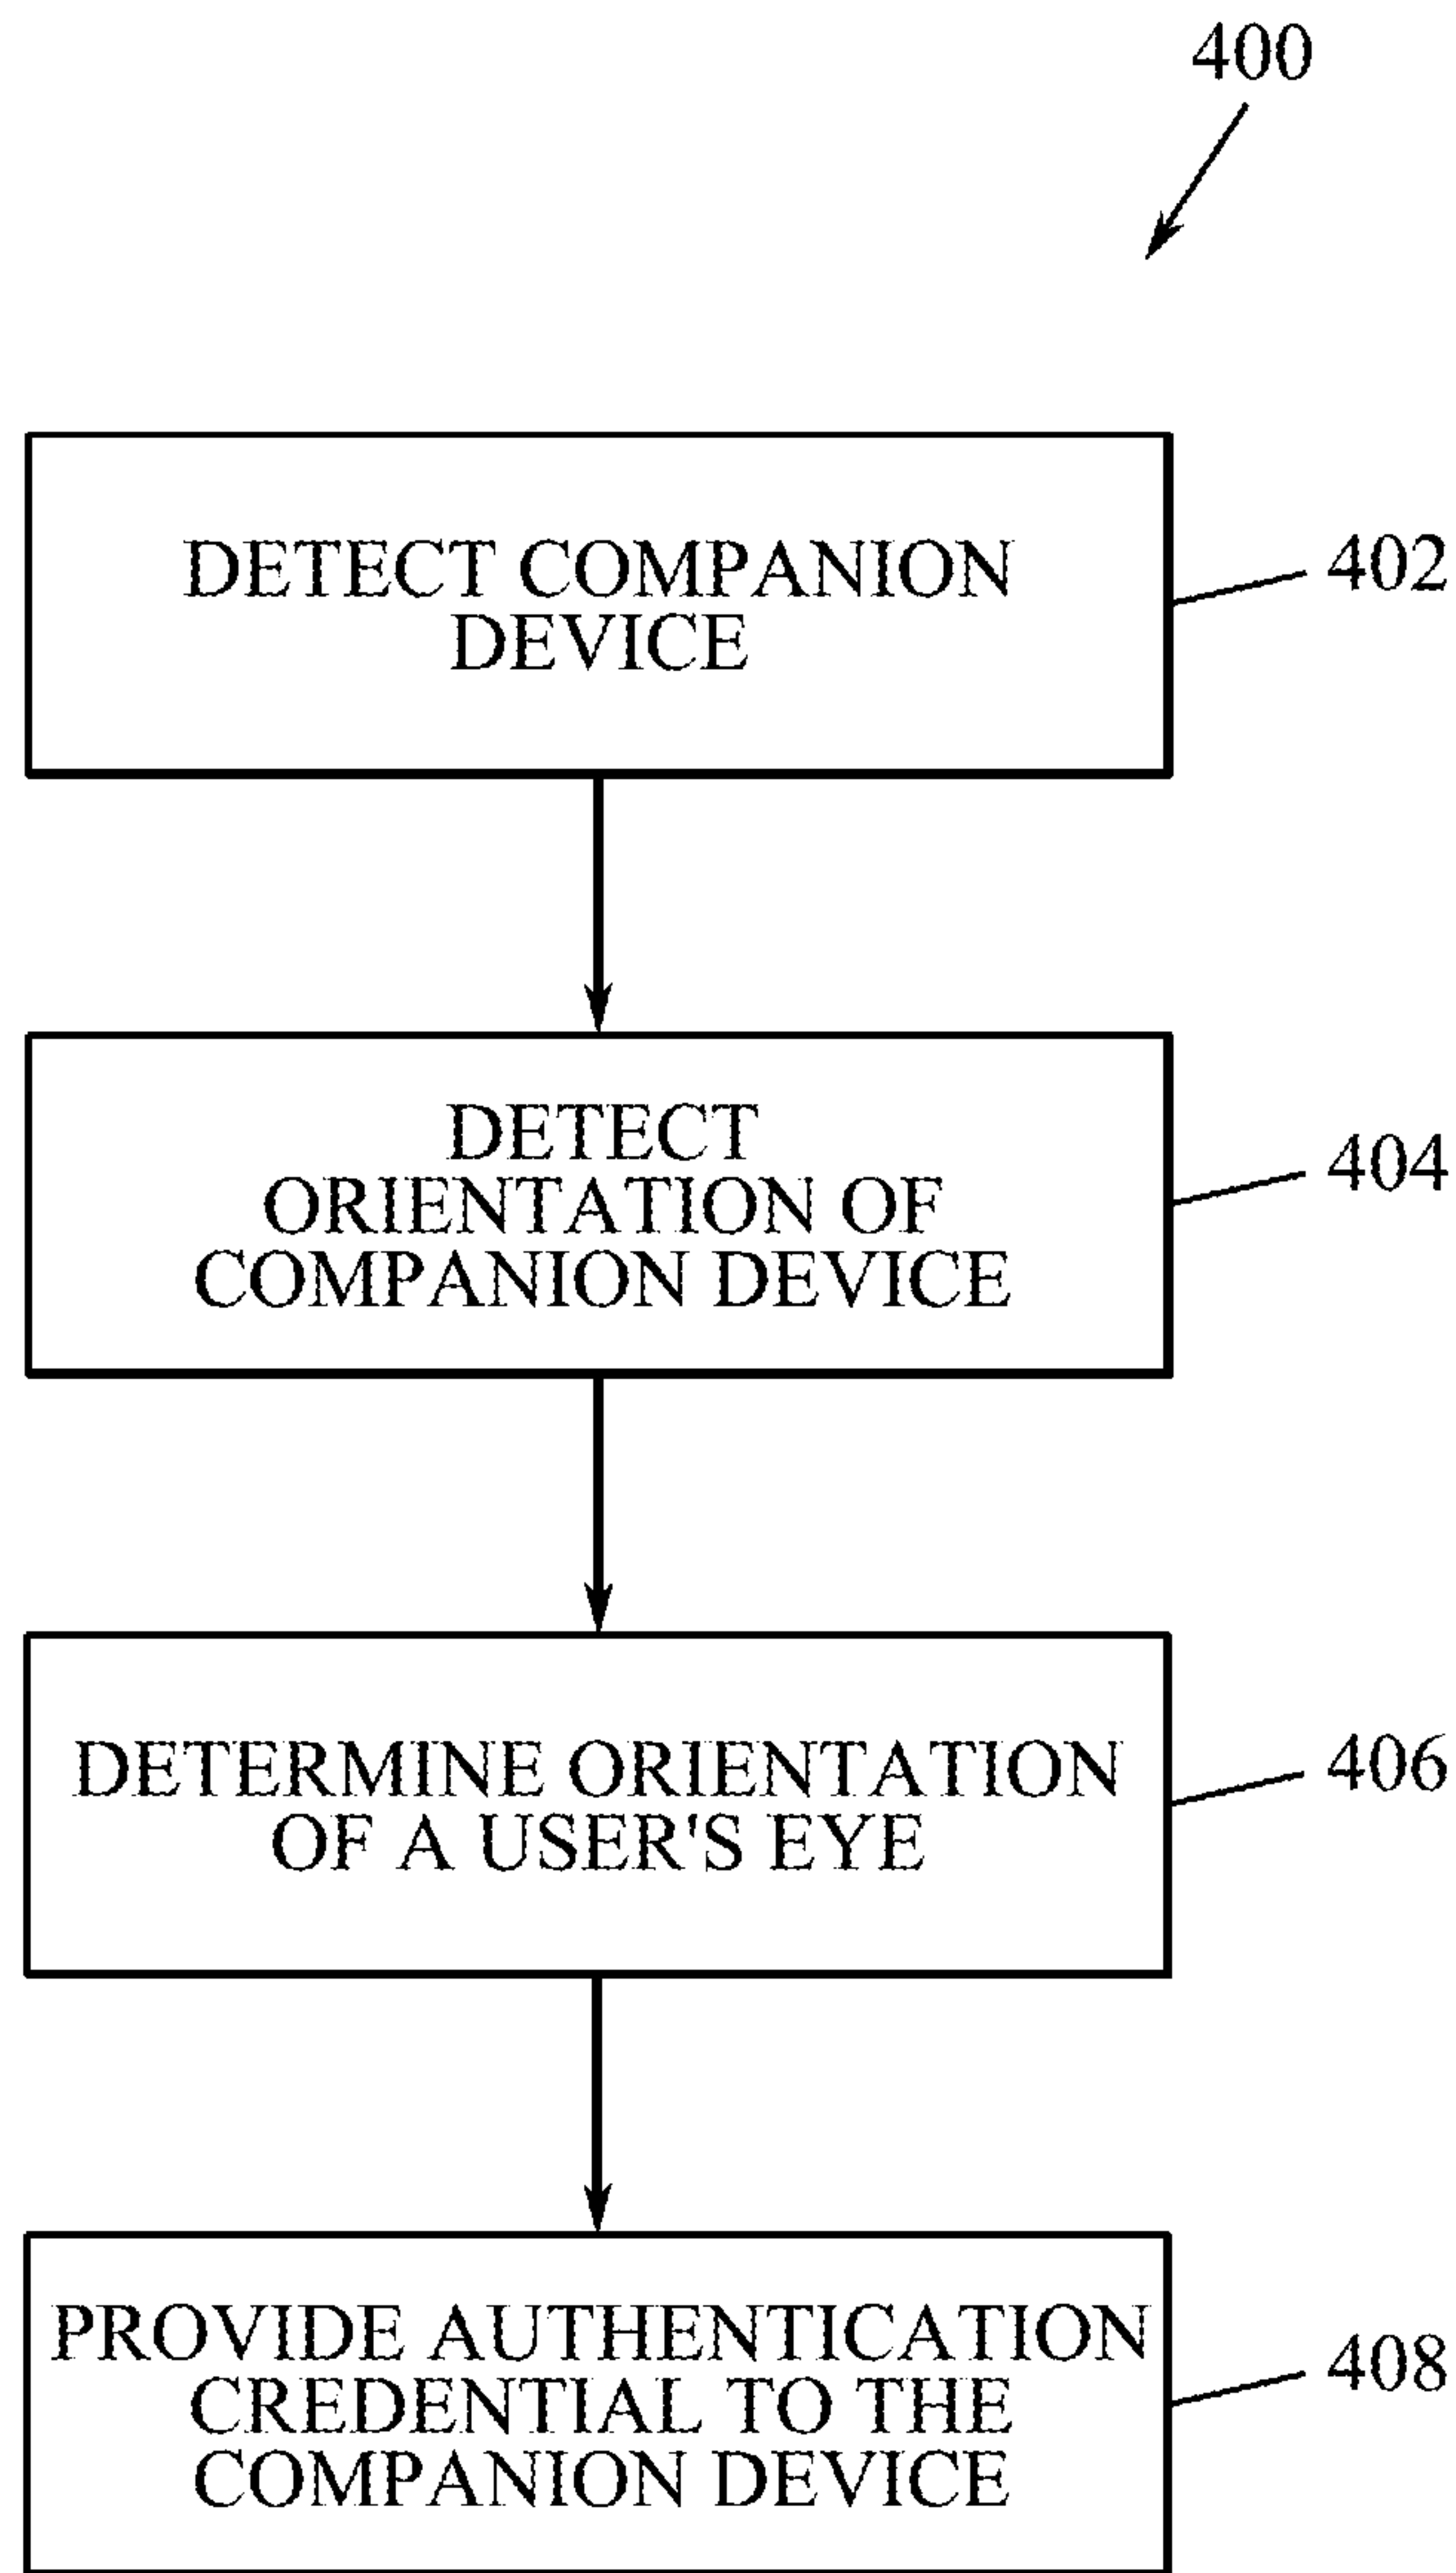 400
DETECT COMPANION
DEVICE
402
DETECT
ORIENTATION OF
COMPANION DEVICE
404
DETERMINE ORIENTATION
OF A USER'S EYE
406
PROVIDE AUTHENTICATION
CREDENTIAL TO THE
COMPANION DEVICE
408